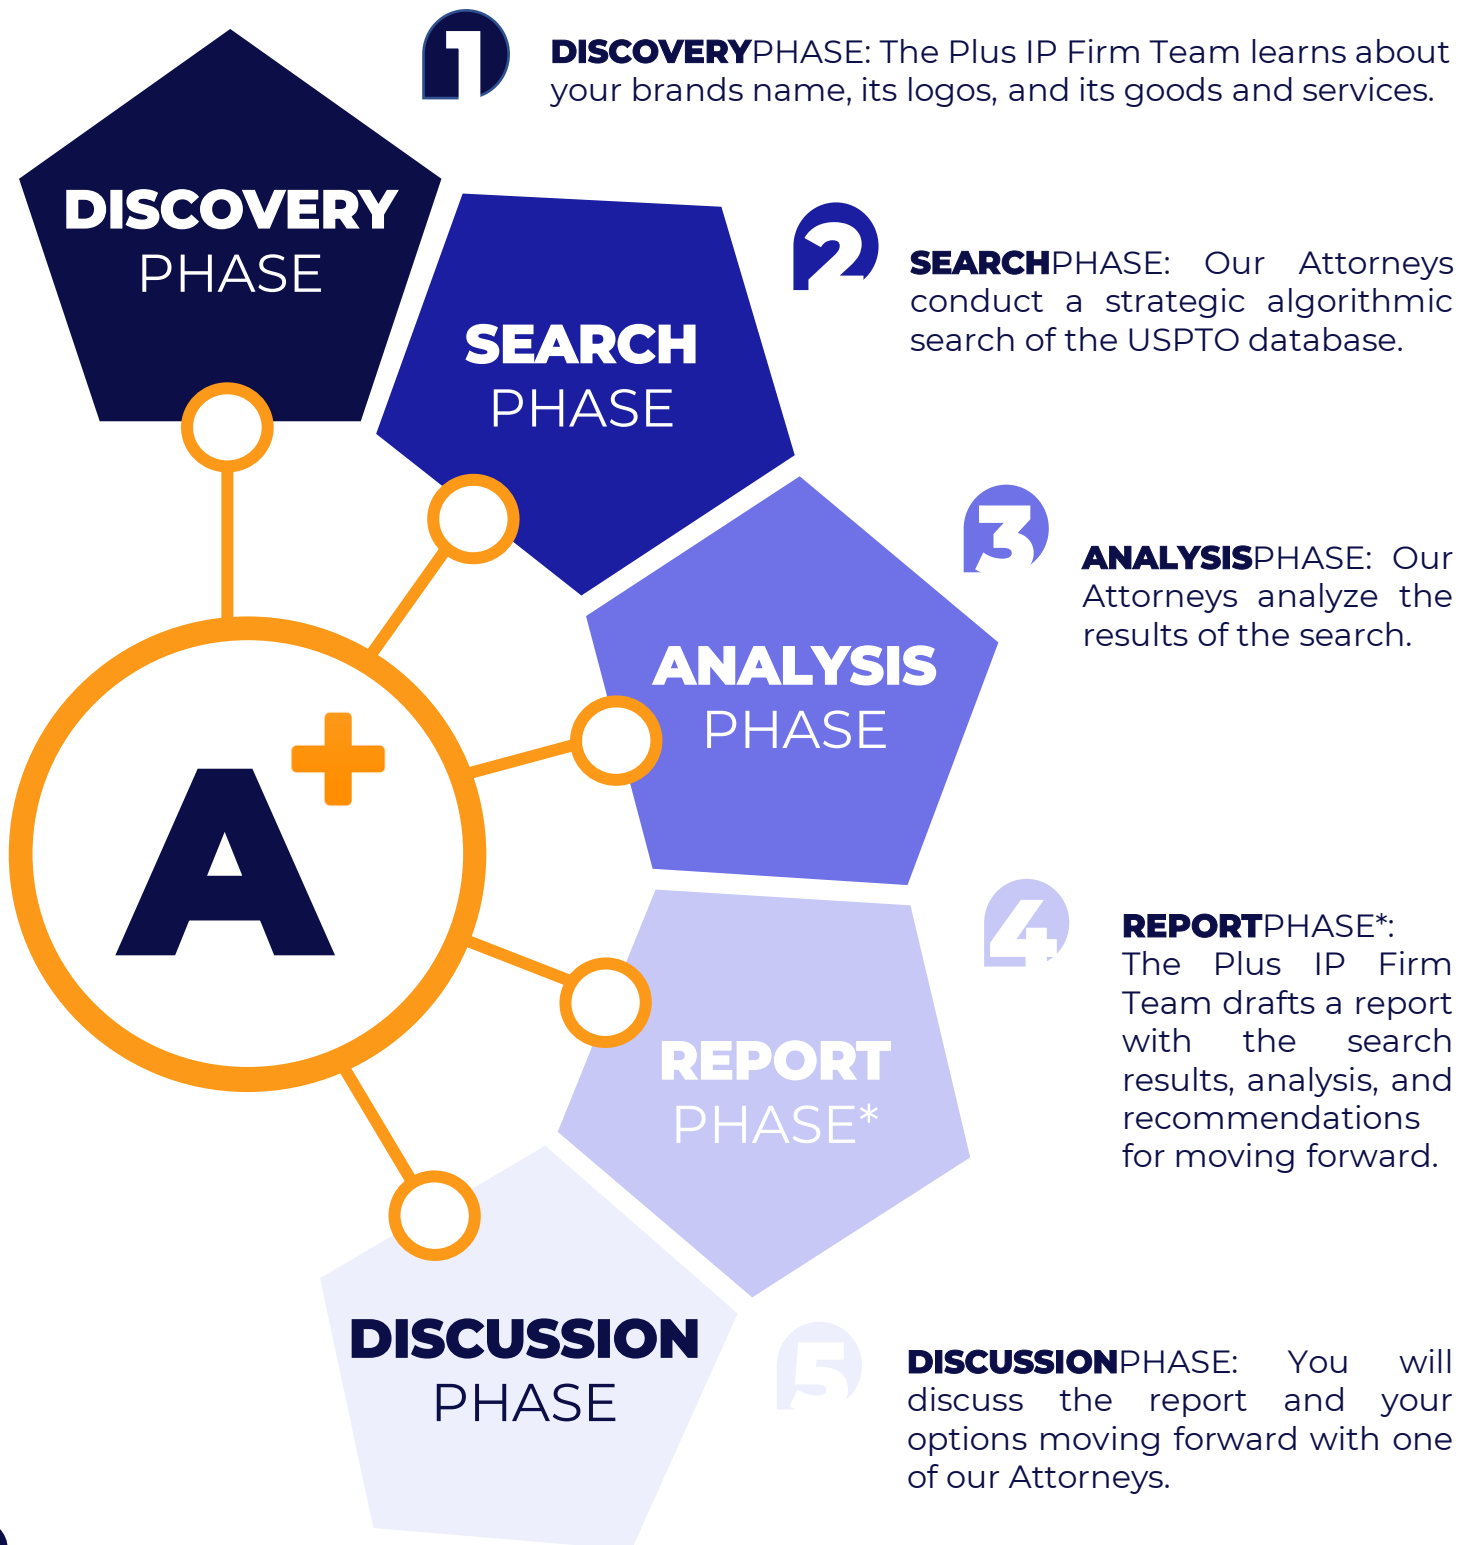 1
DISCOVERYPHASE: The Plus IP Firm Team learns about
your brands name, its logos, and its goods and services.
DISCOVERY
PHASE
2
SEARCHPHASE: Our Attorneys
conduct a strategic algorithmic
search of the USPTO database.
SEARCH
PHASE
3
ANALYSISPHASE: Our
Attorneys analyze the
results of the search.
ANALYSIS
PHASE
A+
4
REPORTPHASE*:
The Plus IP Firm
Team drafts a report
with the search
results, analysis, and
recommendations
for moving forward.
REPORT
PHASE*
5
DISCUSSIONPHASE: You will
discuss the report and your
options moving forward with one
of our Attorneys.
DISCUSSION
PHASE